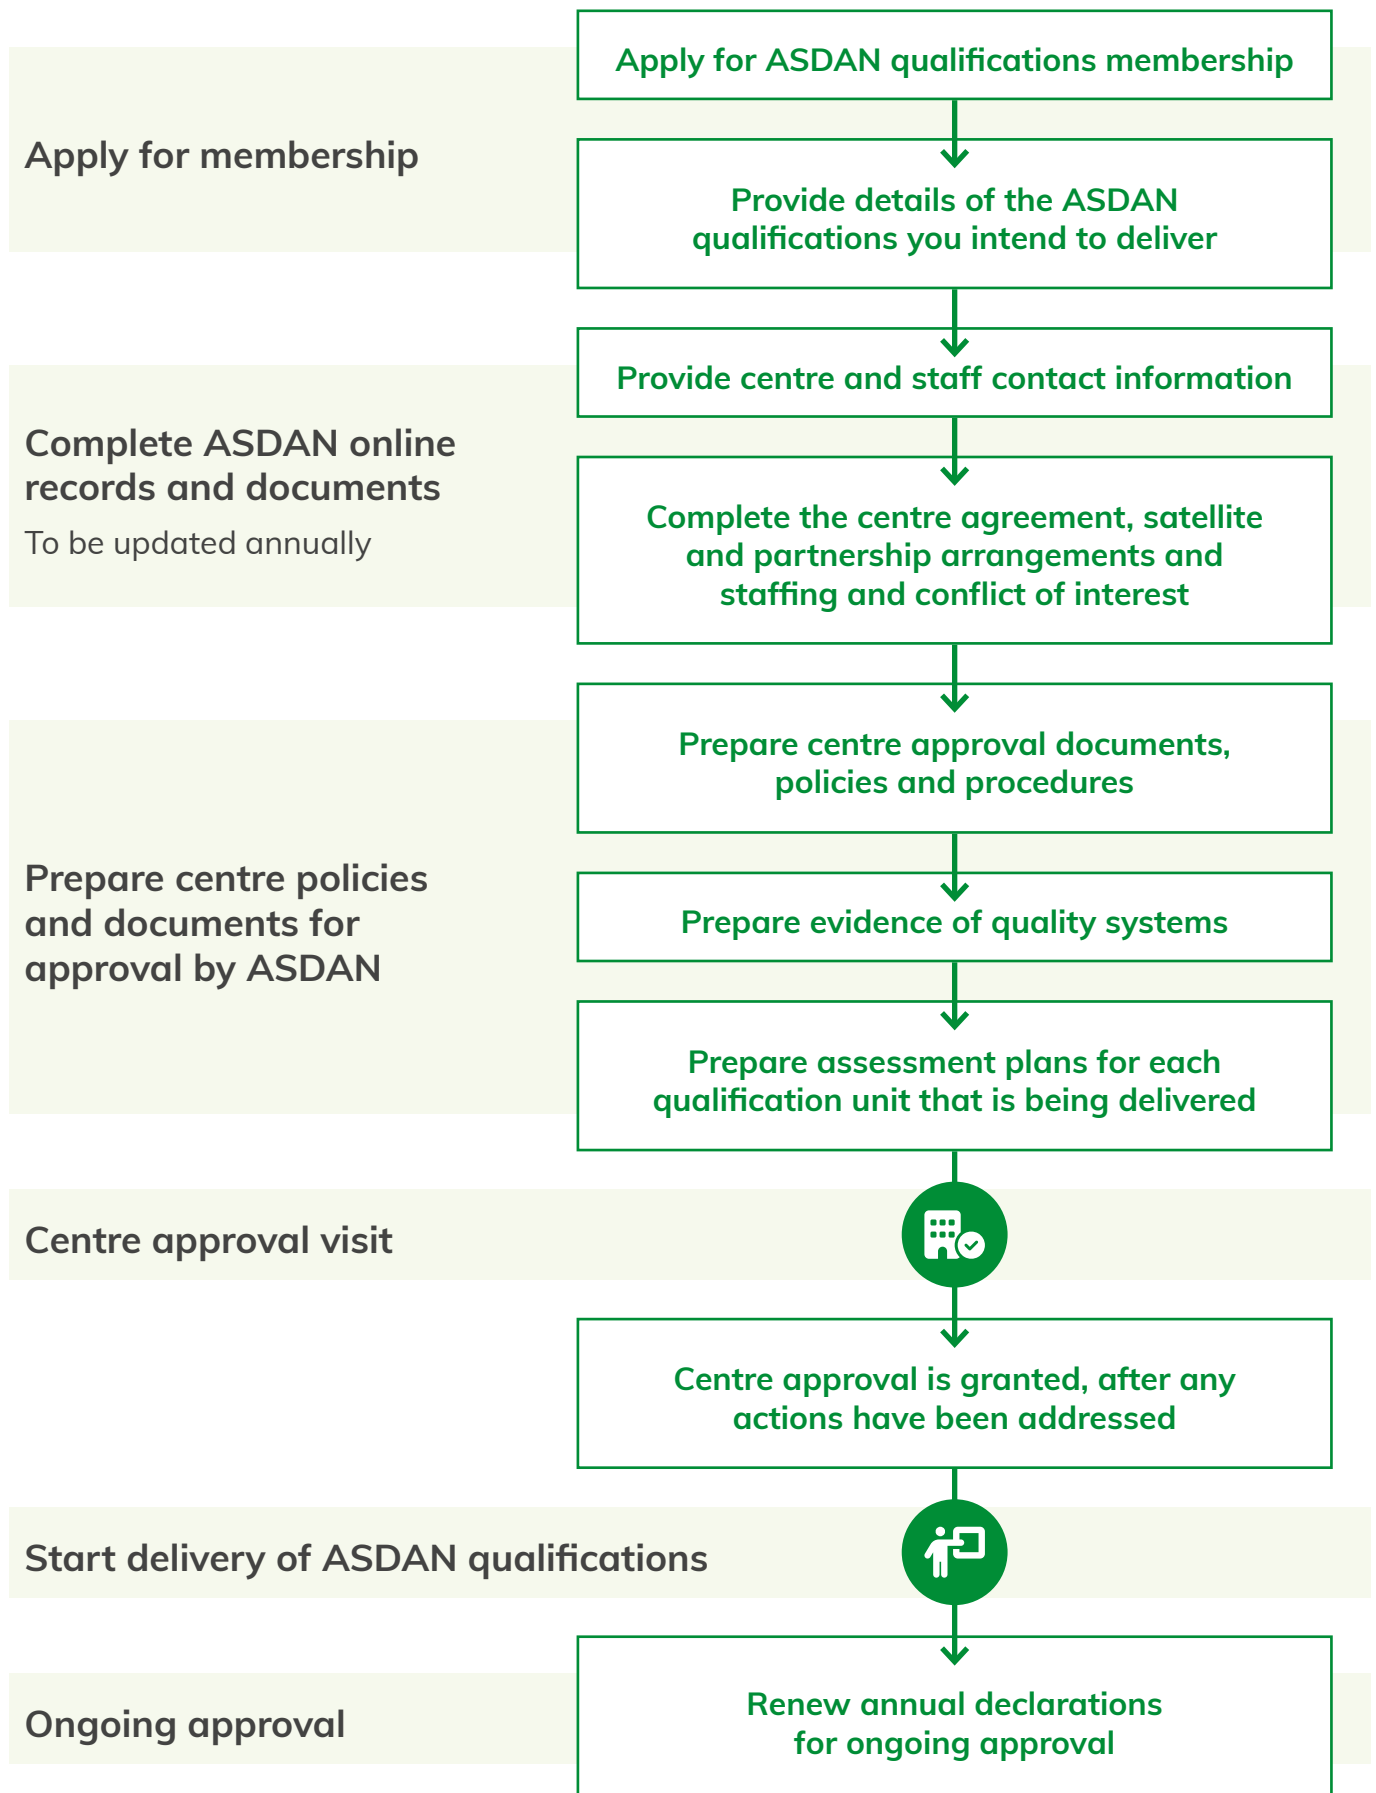 Apply for ASDAN qualifications membership
Apply for membership
Provide details of the ASDAN
qualifications you intend to deliver
Provide centre and staff contact information
Complete ASDAN online
records and documents
To be updated annually
Complete the centre agreement, satellite
and partnership arrangements and
staffing and conflict of interest
Prepare centre approval documents,
policies and procedures
Prepare centre policies
and documents for
approval by ASDAN
Prepare evidence of quality systems
Prepare assessment plans for each
qualification unit that is being delivered
Centre approval visit
Centre approval is granted, after any
actions have been addressed
Start delivery of ASDAN qualifications
Ongoing approval
Renew annual declarations
for ongoing approval